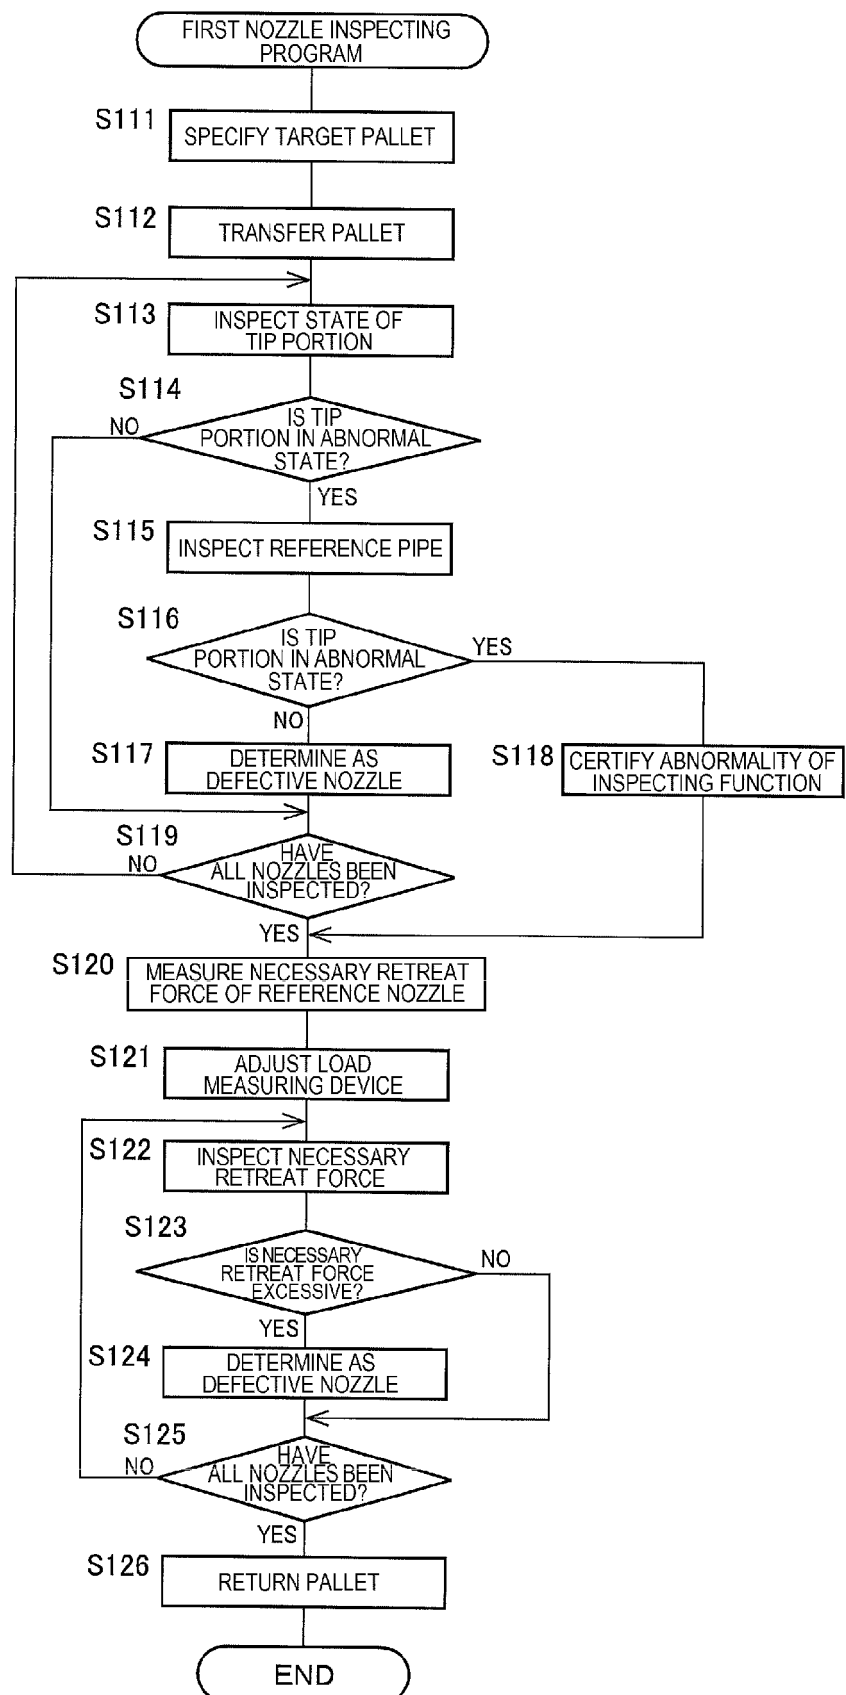 FIRST NOZZLE INSPECTING
PROGRAM
S111
SPECIFY TARGET PALLET
S112
TRANSFER PALLET
S113
INSPECT STATE OF
TIP PORTION
S114
IS TIP
PORTION IN ABNORMAL
STATE?
NO
YES
S115
INSPECT REFERENCE PIPE
S116
IS TIP
PORTION IN ABNORMAL
STATE?
YES
NO
S117
DETERMINE AS
DEFECTIVE NOZZLE
S118
CERTIFY ABNORMALITY OF
INSPECTING FUNCTION
S119
HAVE
ALL NOZZLES BEEN
INSPECTED?
NO
YES
S120
MEASURE NECESSARY RETREAT
FORCE OF REFERENCE NOZZLE
S121
ADJUST LOAD
MEASURING DEVICE
S122
INSPECT NECESSARY
RETREAT FORCE
S123
IS NECESSARY
RETREAT FORCE
EXCESSIVE?
NO
YES
S124
DETERMINE AS
DEFECTIVE NOZZLE
S125
HAVE
ALL NOZZLES BEEN
INSPECTED?
NO
YES
S126
RETURN PALLET
END